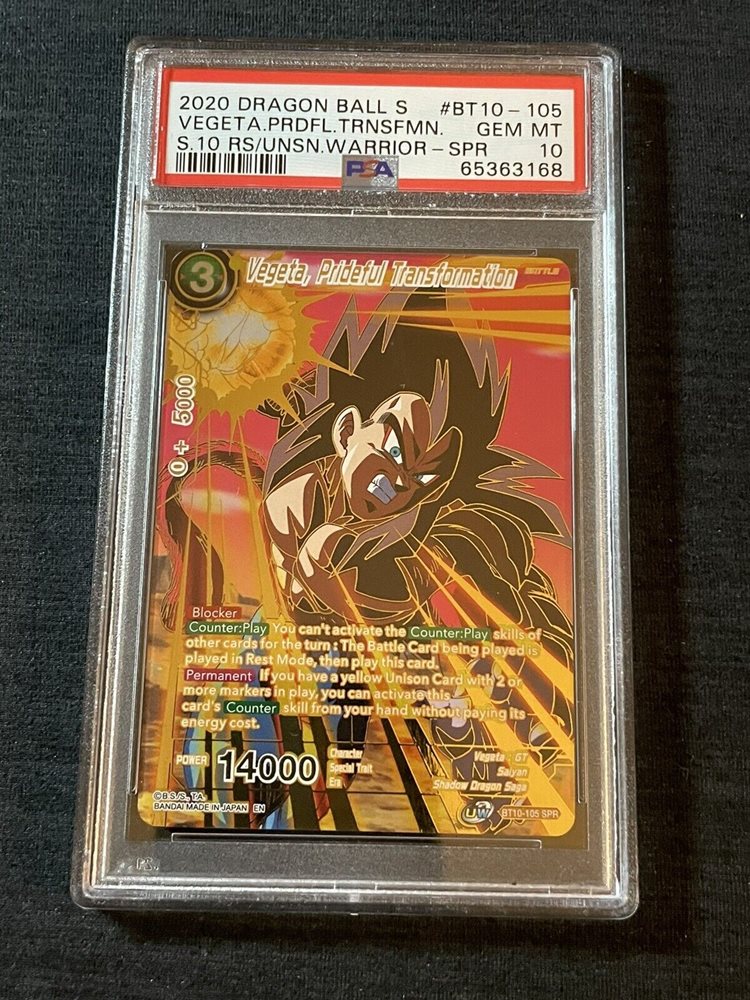 2020 DRAGON BALL S #BT10-105
VEGETA.PRDFL.TRNSFMN. GEM MT
S.10 RS/UNSN.WARRIOR-SPR 10
PSA 65363168
3 Vegeta, Prideful Transformation BATTLE
0 + 5000
Blocker
Counter:Play You can't activate the Counter:Play skills of
other cards for the turn : The Battle Card being played is
played in Rest Mode, then play this card.
Permanent If you have a yellow Unison Card with 2 or
more markers in play, you can activate this
card's Counter skill from your hand without paying its
energy cost.
POWER 14000
Character Vegeta : GT
Special Trait Saiyan
Era Shadow Dragon Saga
©B.S/S., T.A.
BANDAI MADE IN JAPAN EN
UW BT10-105 SPR